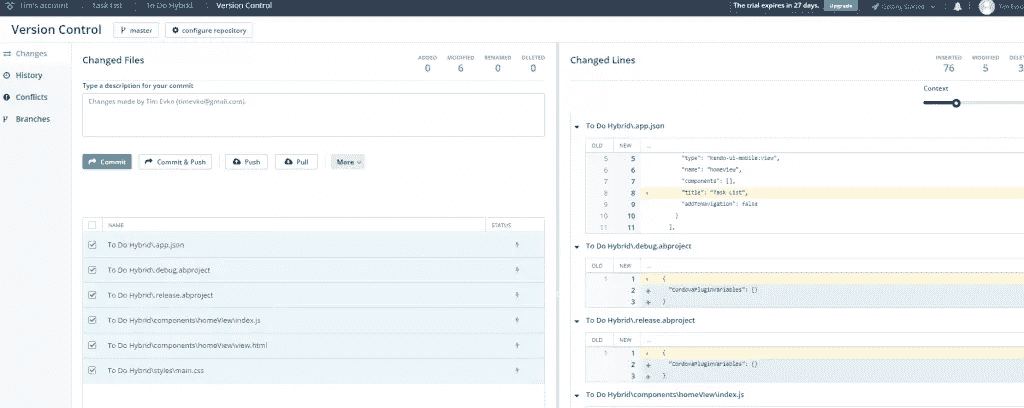 Tim's account Task list To Do Hybrid Version Control
The trial expires in 27 days. Upgrade Getting Started Tim Evko
Version Control master configure repository
Changes
History
Conflicts
Branches
Changed Files
ADDED MODIFIED RENAMED DELETED
0 6 0 0
Type a description for your commit
Changes made by Tim Evko (timevko@gmail.com).
Commit Commit & Push Push Pull More
NAME STATUS
To Do Hybrid\.app.json
To Do Hybrid\.debug.abproject
To Do Hybrid\.release.abproject
To Do Hybrid\components\homeView\index.js
To Do Hybrid\components\homeView\view.html
To Do Hybrid\styles\main.css
Changed Lines
INSERTED MODIFIED DELE
76 5 3
Context
To Do Hybrid\.app.json
OLD NEW ...
5 5 "type": "kendo-ui-mobile:view",
6 6 "name": "homeView",
7 7 "components": [],
8 8 "title": "Task List",
9 9 "addToNavigation": false
10 10 }
11 11 ],
To Do Hybrid\.debug.abproject
OLD NEW ...
1 1 {
2 + "CordovaPluginVariables": {}
3 + }
To Do Hybrid\.release.abproject
OLD NEW ...
1 1 {
2 + "CordovaPluginVariables": {}
3 + }
To Do Hybrid\components\homeView\index.js